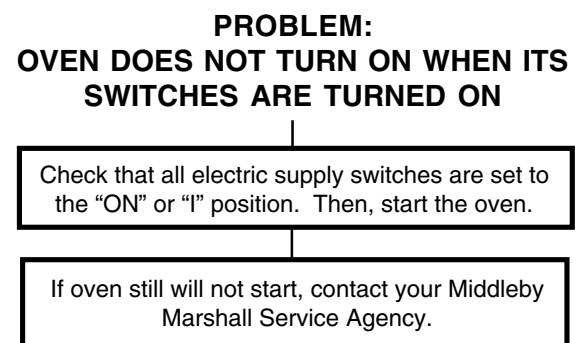 PROBLEM:
OVEN DOES NOT TURN ON WHEN ITS
SWITCHES ARE TURNED ON
Check that all electric supply switches are set to
the “ON” or “I” position. Then, start the oven.
If oven still will not start, contact your Middleby
Marshall Service Agency.